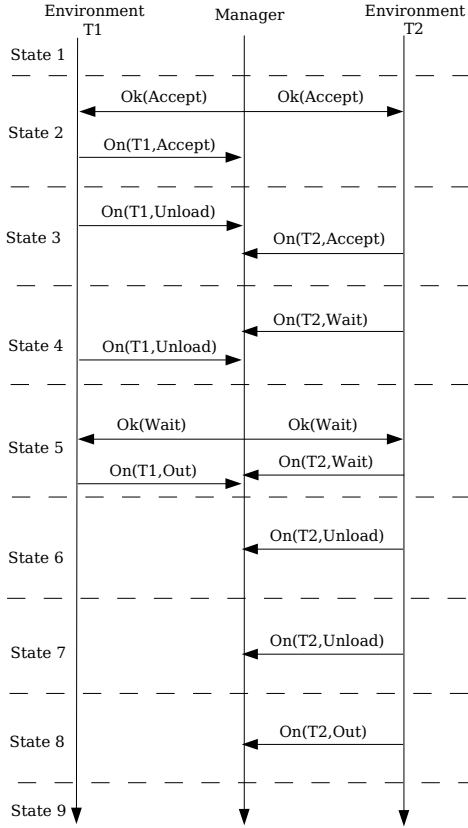 Environment
T1
Manager
Environment
T2
State 1
Ok(Accept)
Ok(Accept)
State 2
On(T1,Accept)
On(T1,Unload)
State 3
On(T2,Accept)
On(T2,Wait)
State 4
On(T1,Unload)
Ok(Wait)
Ok(Wait)
State 5
On(T2,Wait)
On(T1,Out)
On(T2,Unload)
State 6
On(T2,Unload)
State 7
On(T2,Out)
State 8
State 9